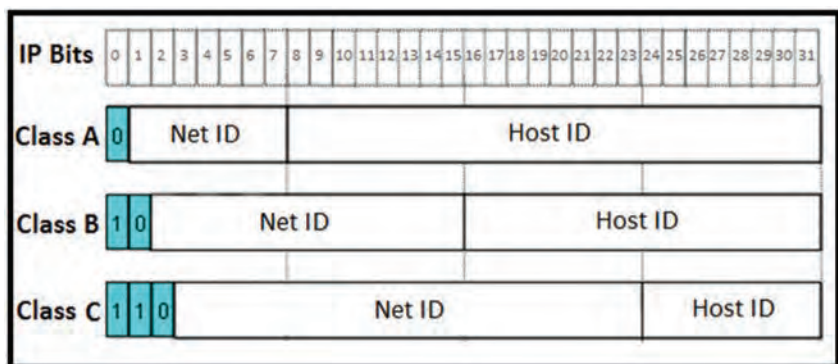 IP Bits 0 1 2 3 4 5 6 7 8 9 10 11 12 13 14 15 16 17 18 19 20 21 22 23 24 25 26 27 28 29 30 31
Class A 0 Net ID Host ID
Class B 1 0 Net ID Host ID
Class C 1 1 0 Net ID Host ID